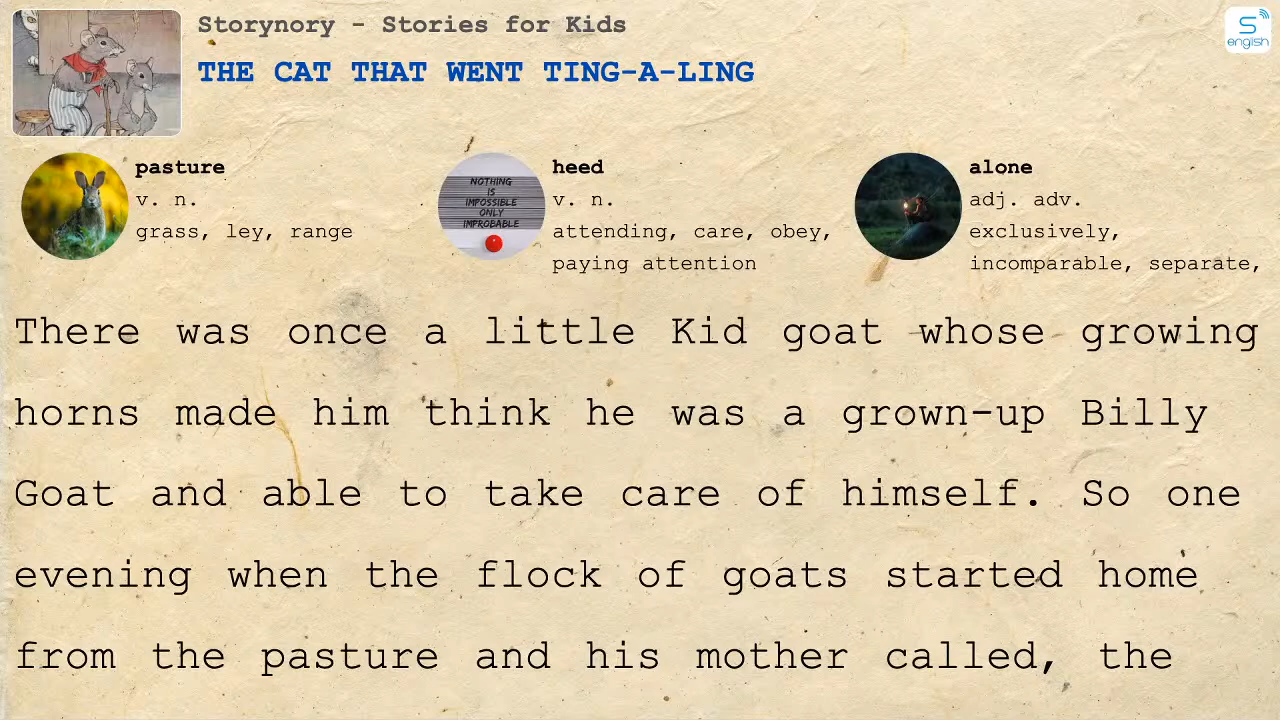 Storynory - Stories for Kids
THE CAT THAT WENT TING-A-LING
S
english
pasture
v. n.
grass, ley, range
NOTHING
IS
IMPOSSIBLE
ONLY
IMPROBABLE
heed
v. n.
attending, care, obey,
paying attention
alone
adj. adv.
exclusively,
incomparable, separate,
There was once a little Kid goat whose growing
horns made him think he was a grown-up Billy
Goat and able to take care of himself. So one
evening when the flock of goats started home
from the pasture and his mother called, the